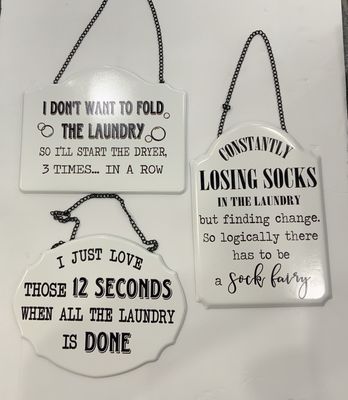 I DON'T WANT TO FOLD
THE LAUNDRY
SO I'LL START THE DRYER,
3 TIMES... IN A ROW
CONSTANTLY
LOSING SOCKS
IN THE LAUNDRY
but finding change.
So logically there
has to be
a sock fairy
I JUST LOVE
THOSE 12 SECONDS
WHEN ALL THE LAUNDRY
IS DONE